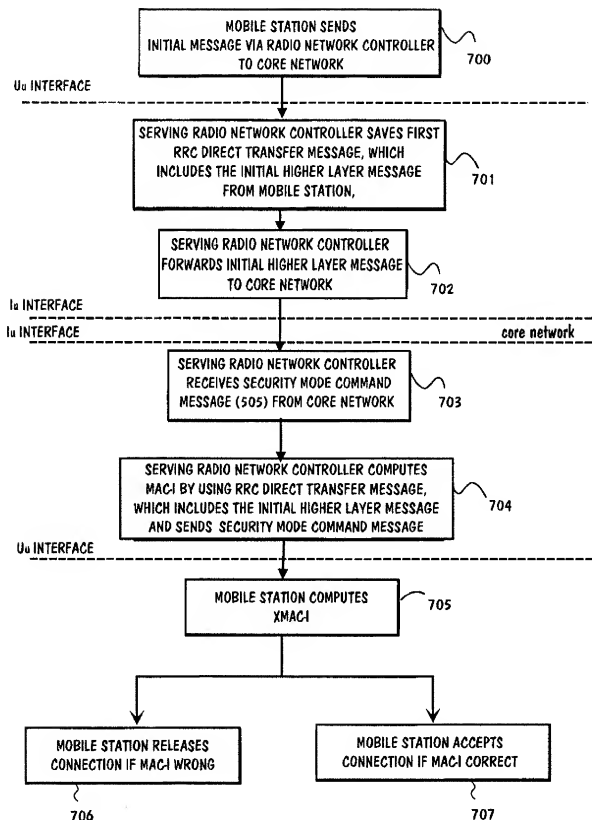 MOBILE STATION SENDS
INITIAL MESSAGE VIA RADIO NETWORK CONTROLLER
TO CORE NETWORK
700
Uu INTERFACE
SERVING RADIO NETWORK CONTROLLER SAVES FIRST
RRC DIRECT TRANSFER MESSAGE, WHICH
INCLUDES THE INITIAL HIGHER LAYER MESSAGE
FROM MOBILE STATION,
701
SERVING RADIO NETWORK CONTROLLER
FORWARDS INITIAL HIGHER LAYER MESSAGE
TO CORE NETWORK
702
Iu INTERFACE
Iu INTERFACE
core network
SERVING RADIO NETWORK CONTROLLER
RECEIVES SECURITY MODE COMMAND
MESSAGE (505) FROM CORE NETWORK
703
SERVING RADIO NETWORK CONTROLLER COMPUTES
MAC-I BY USING RRC DIRECT TRANSFER MESSAGE,
WHICH INCLUDES THE INITIAL HIGHER LAYER MESSAGE
AND SENDS SECURITY MODE COMMAND MESSAGE
704
Uu INTERFACE
MOBILE STATION COMPUTES
XMAC-I
705
MOBILE STATION RELEASES
CONNECTION IF MAC-I WRONG
706
MOBILE STATION ACCEPTS
CONNECTION IF MAC-I CORRECT
707